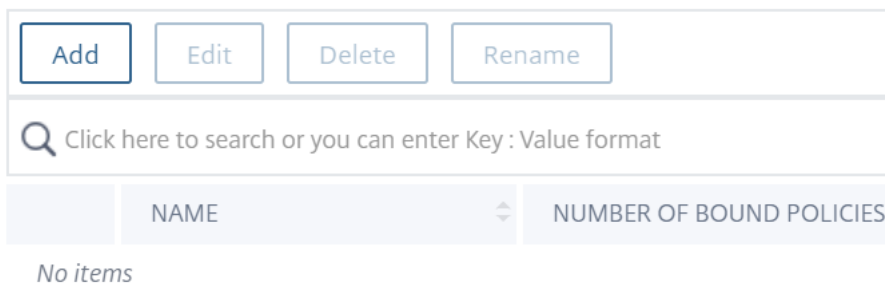 Add Edit Delete Rename
Click here to search or you can enter Key : Value format
NAME NUMBER OF BOUND POLICIES
No items